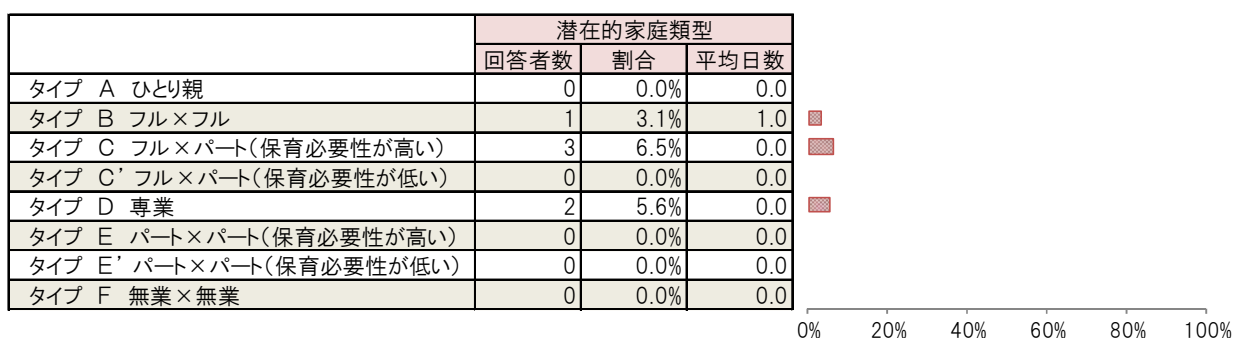 潜在的家庭類型
回答者数 割合 平均日数
タイプ A ひとり親 0 0.0% 0.0
タイプ B フル×フル 1 3.1% 1.0
タイプ C フル×パート(保育必要性が高い) 3 6.5% 0.0
タイプ C’ フル×パート(保育必要性が低い) 0 0.0% 0.0
タイプ D 専業 2 5.6% 0.0
タイプ E パート×パート(保育必要性が高い) 0 0.0% 0.0
タイプ E’ パート×パート(保育必要性が低い) 0 0.0% 0.0
タイプ F 無業×無業 0 0.0% 0.0
0% 20% 40% 60% 80% 100%